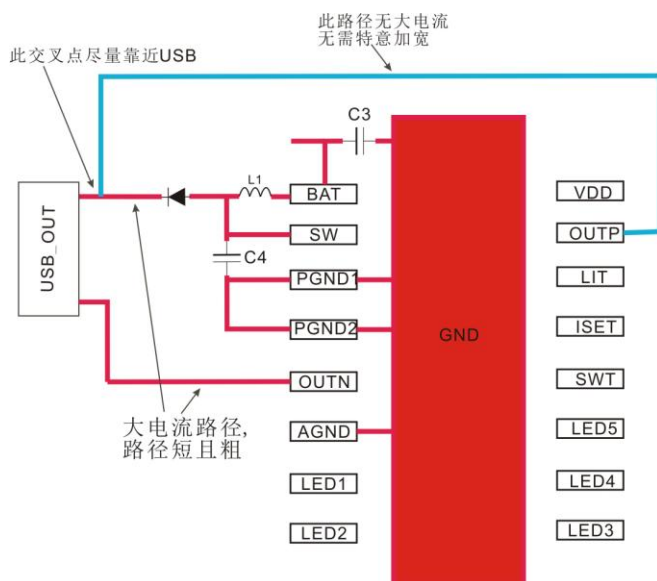 此路径无大电流
无需特意加宽
此交叉点尽量靠近USB
C3
L1
BAT
VDD
USB_OUT
SW
OUTP
C4
PGND1
LIT
PGND2
GND
ISET
OUTN
SWT
大电流路径,
路径短且粗
AGND
LED5
LED1
LED4
LED2
LED3